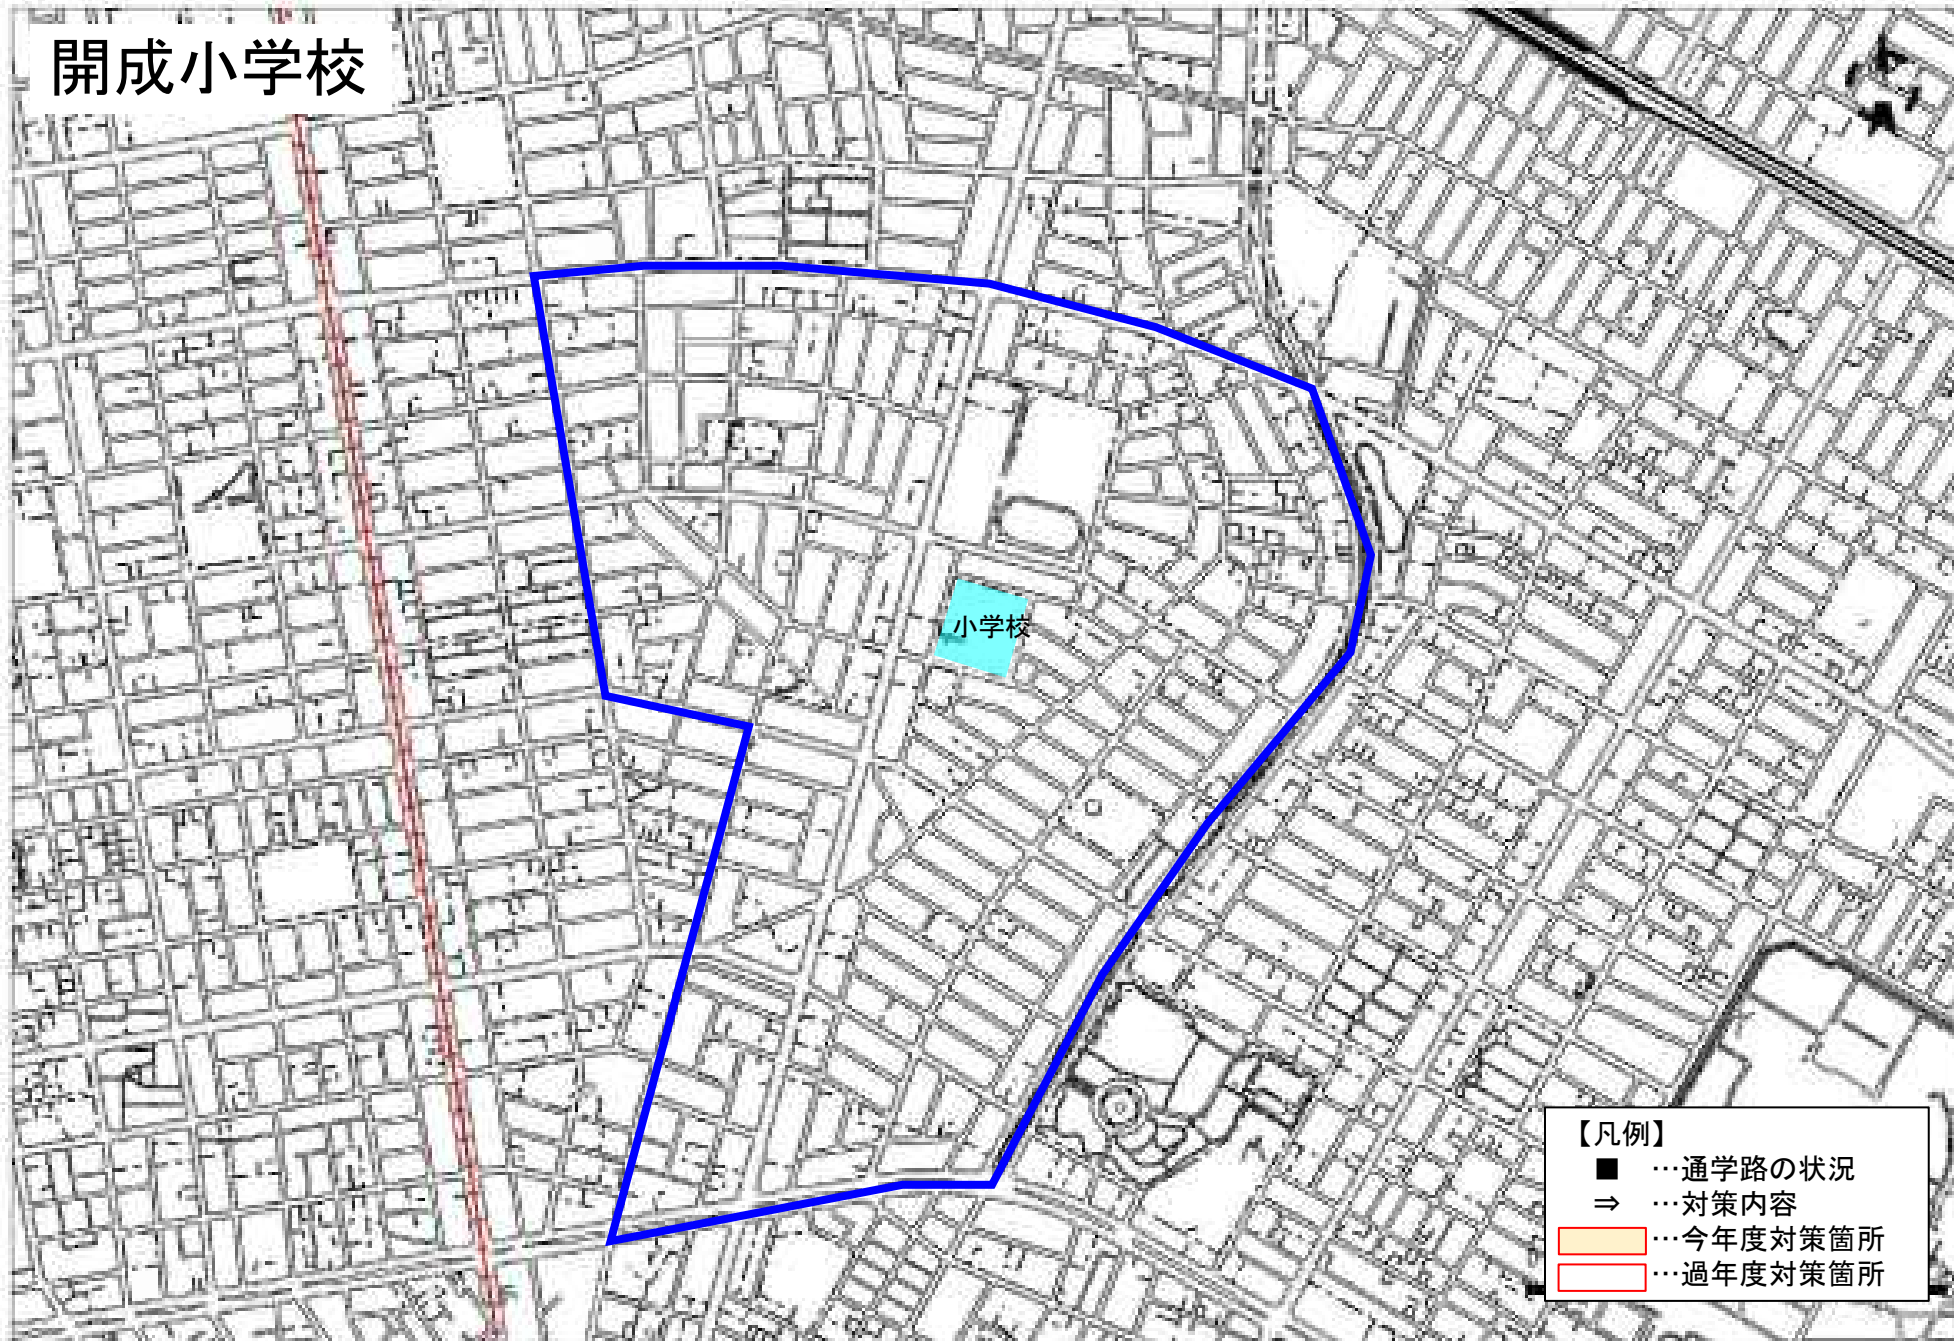 開成小学校
小学校
【凡例】
■ …通学路の状況
⇒ …対策内容
…今年度対策箇所
…過年度対策箇所